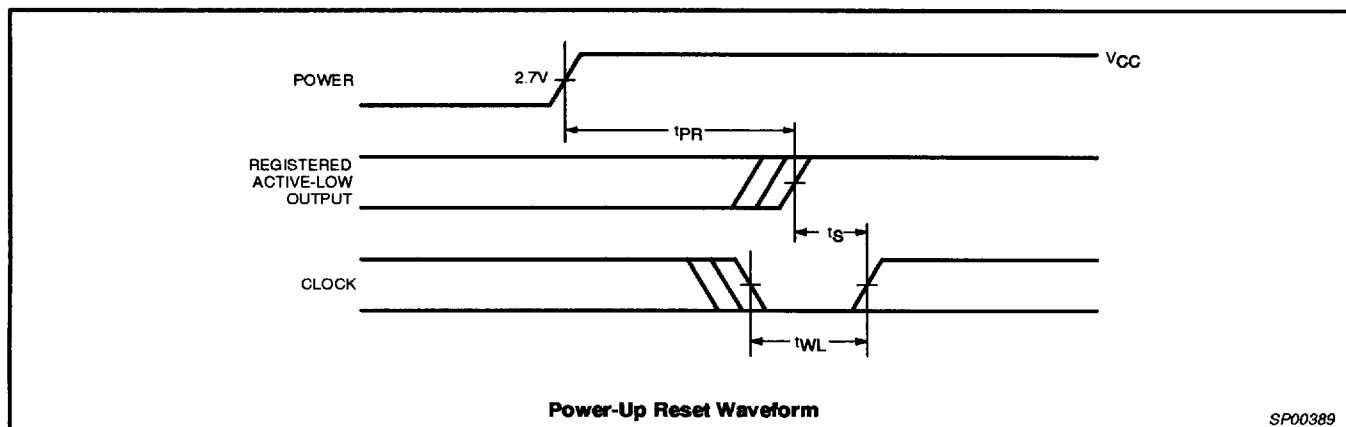 POWER
2.7V
VCC
tPR
REGISTERED
ACTIVE-LOW
OUTPUT
tS
CLOCK
tWL
Power-Up Reset Waveform
SP00389